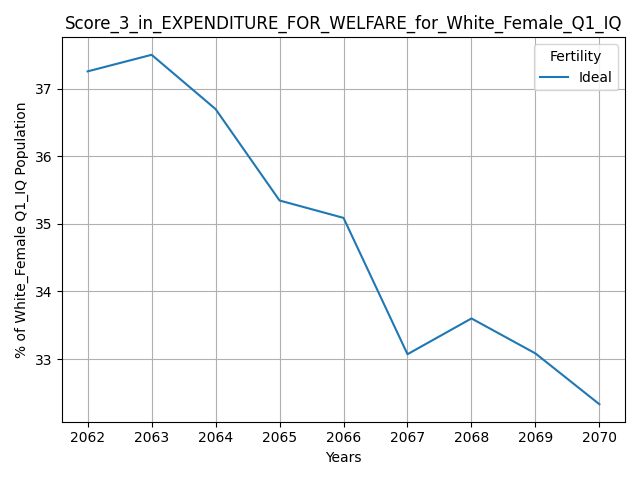 Score_3_in_EXPENDITURE_FOR_WELFARE_for_White_Female_Q1_IQ
Fertility
Ideal
% of White_Female Q1_IQ Population
37
36
35
34
33
2062 2063 2064 2065 2066 2067 2068 2069 2070
Years